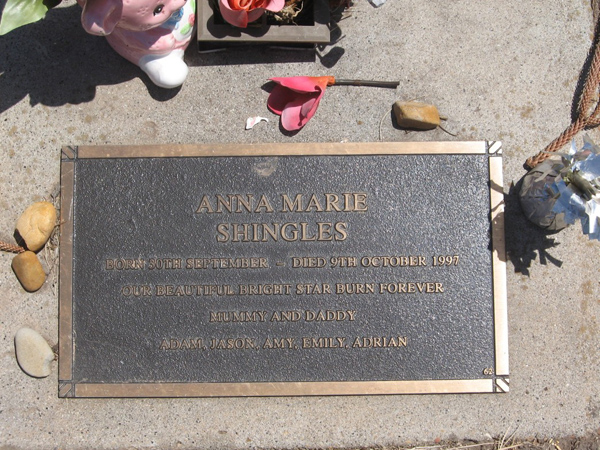 ANNA MARIE
SHINGLES
BORN 30TH SEPTEMBER - DIED 9TH OCTOBER 1997
OUR BEAUTIFUL BRIGHT STAR BURN FOREVER
MUMMY AND DADDY
ADAM, JASON, AMY, EMILY, ADRIAN